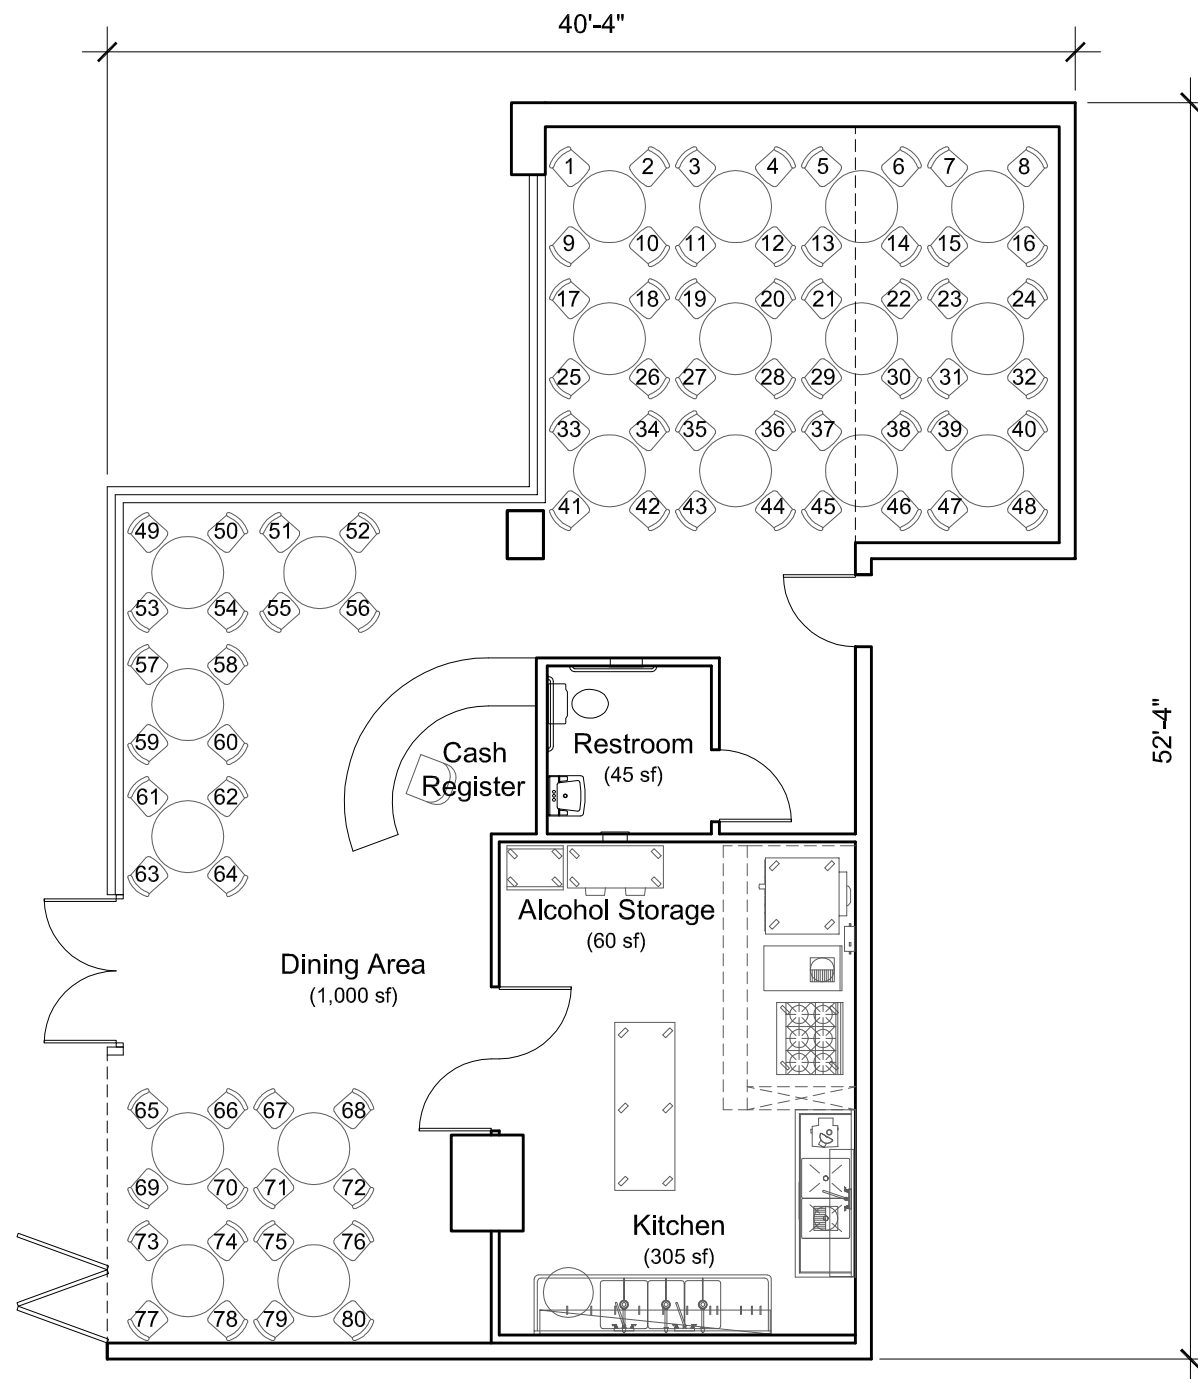 40'-4"
1 2 3 4 5 6 7 8
9 10 11 12 13 14 15 16
17 18 19 20 21 22 23 24
25 26 27 28 29 30 31 32
33 34 35 36 37 38 39 40
41 42 43 44 45 46 47 48
49 50 51 52
53 54 55 56
57 58
59 60
52'-4"
Restroom
(45 sf)
Cash
Register
61 62
63 64
Alcohol Storage
(60 sf)
Dining Area
(1,000 sf)
65 66 67 68
69 70 71 72
Kitchen
(305 sf)
73 74 75 76
77 78 79 80